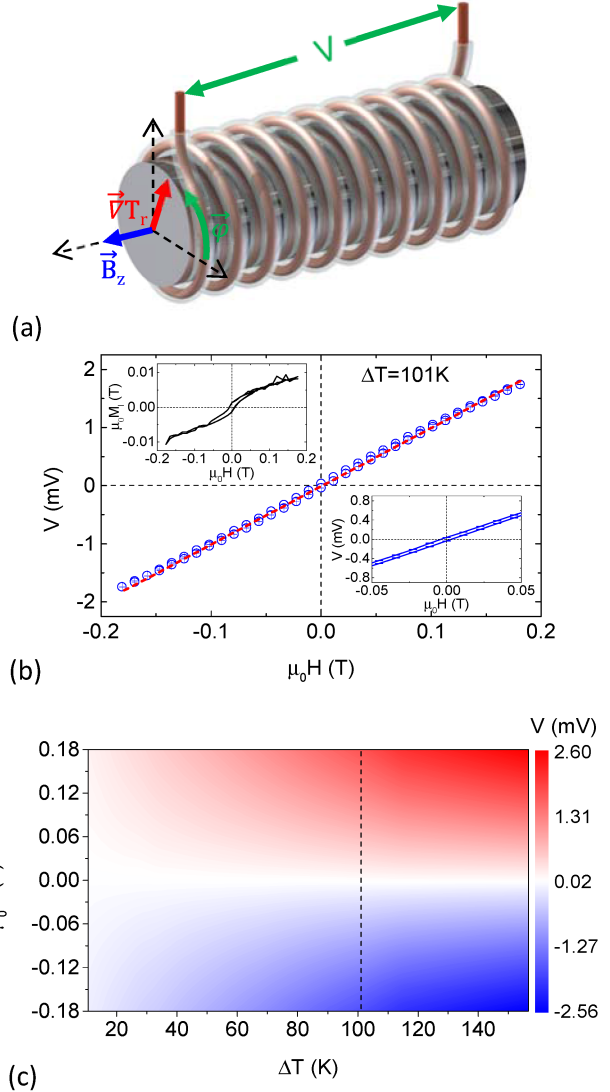 V
∇⃗T_r
B⃗_z
φ⃗
(a)
2
1
0
-1
-2
V (mV)
ΔT=101K
0.01
0.00
-0.01
μ₀M_i (T)
-0.2 -0.1 0.0 0.1 0.2
μ₀H (T)
0.8
0.4
0.0
-0.4
-0.8
V (mV)
-0.05 0.00 0.05
μ₀H (T)
-0.2 -0.1 0.0 0.1 0.2
μ₀H (T)
(b)
V (mV)
0.18
0.12
0.06
0.00
-0.06
-0.12
-0.18
2.60
1.31
0.02
-1.27
-2.56
20 40 60 80 100 120 140
ΔT (K)
(c)